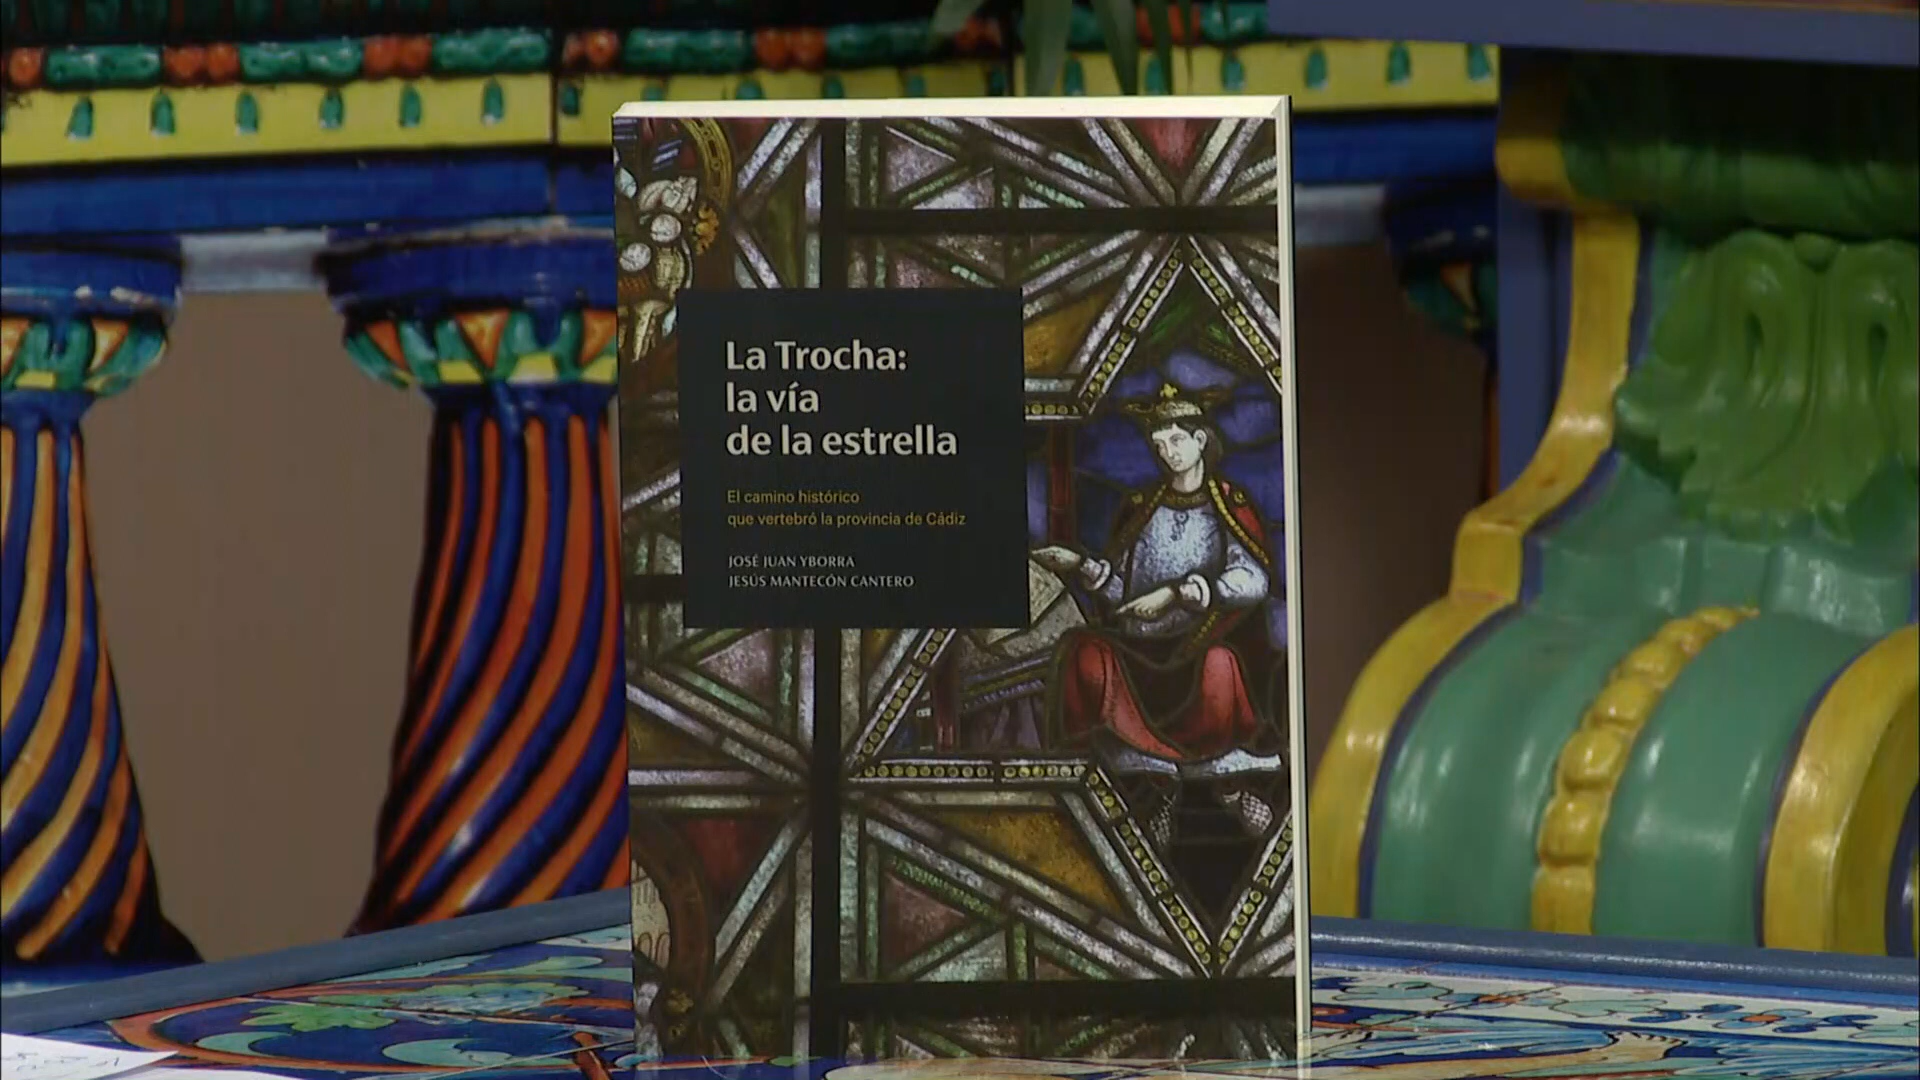 La Trocha:
la vía
de la estrella
El camino histórico
que vertebró la provincia de Cádiz
JOSÉ JUAN YBORRA
JESÚS MANTECÓN CANTERO